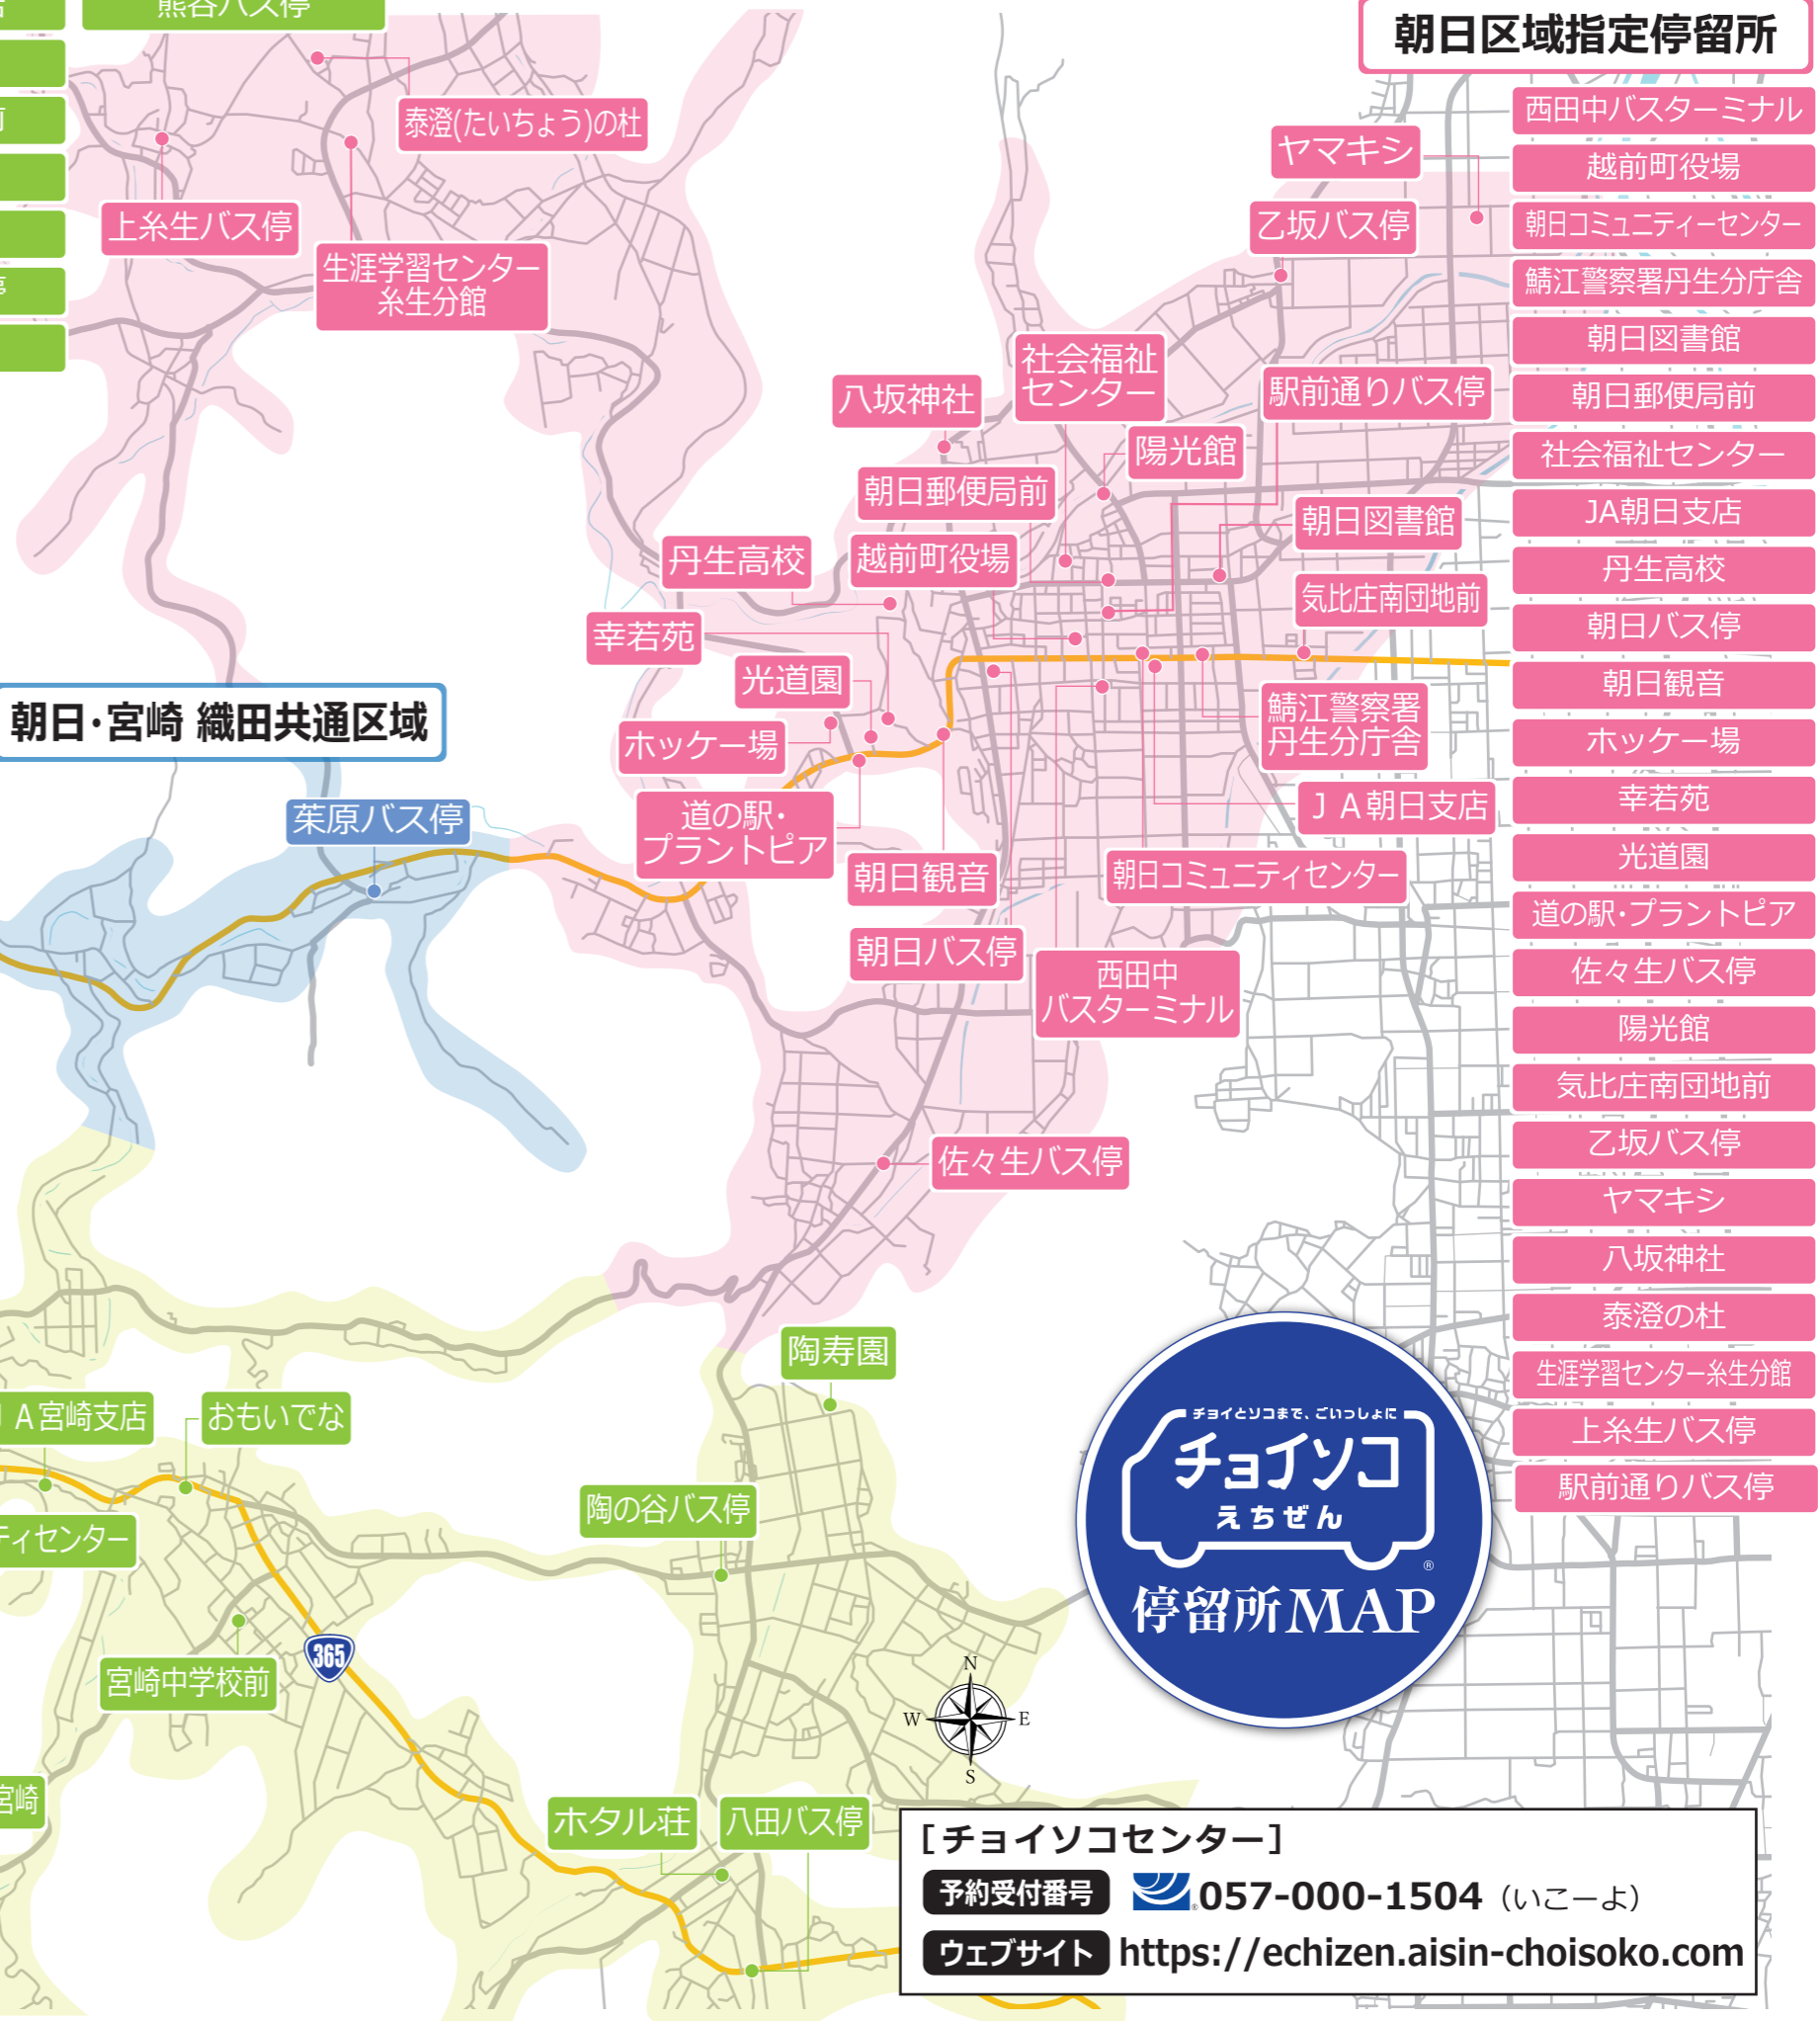 熊谷バス停
朝日区域指定停留所
西田中バスターミナル
越前町役場
朝日コミュニティーセンター
鯖江警察署丹生分庁舎
朝日図書館
朝日郵便局前
社会福祉センター
JA朝日支店
丹生高校
朝日バス停
朝日観音
ホッケー場
幸若苑
光道園
道の駅・プラントピア
佐々生バス停
陽光館
気比庄南団地前
乙坂バス停
ヤマキシ
八坂神社
泰澄の杜
生涯学習センター糸生分館
上糸生バス停
駅前通りバス停
泰澄(たいちょう)の杜
上糸生バス停
生涯学習センター
糸生分館
ヤマキシ
乙坂バス停
社会福祉
センター
駅前通りバス停
八坂神社
陽光館
朝日郵便局前
朝日図書館
丹生高校
越前町役場
気比庄南団地前
幸若苑
光道園
ホッケー場
鯖江警察署
丹生分庁舎
道の駅・
プラントピア
ＪＡ朝日支店
朝日観音
朝日コミュニティセンター
朝日バス停
西田中
バスターミナル
佐々生バス停
朝日・宮崎 織田共通区域
茱原バス停
陶寿園
ＪＡ宮崎支店
おもいでな
陶の谷バス停
ティセンター
宮崎中学校前
365
宮崎
ホタル荘
八田バス停
チョイとソコまで、ごいっしょに
チョイソコ
えちぜん
®
停留所MAP
N
W
E
S
[チョイソコセンター]
予約受付番号 057-000-1504（いこーよ）
ウェブサイト https://echizen.aisin-choisoko.com